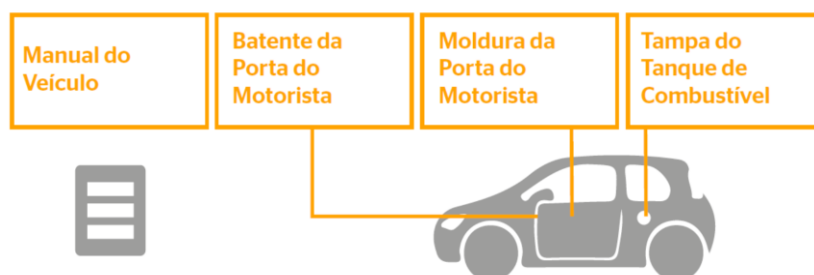 Manual do
Veículo
Batente da
Porta do
Motorista
Moldura da
Porta do
Motorista
Tampa do
Tanque de
Combustível